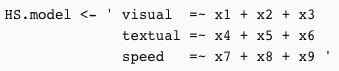 HS.model <- ' visual =~ x1 + x2 + x3
textual =~ x4 + x5 + x6
speed =~ x7 + x8 + x9 '